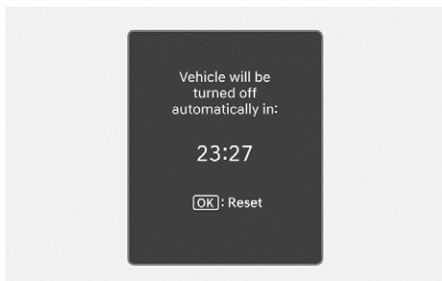 Vehicle will be
turned off
automatically in:
23:27
OK : Reset